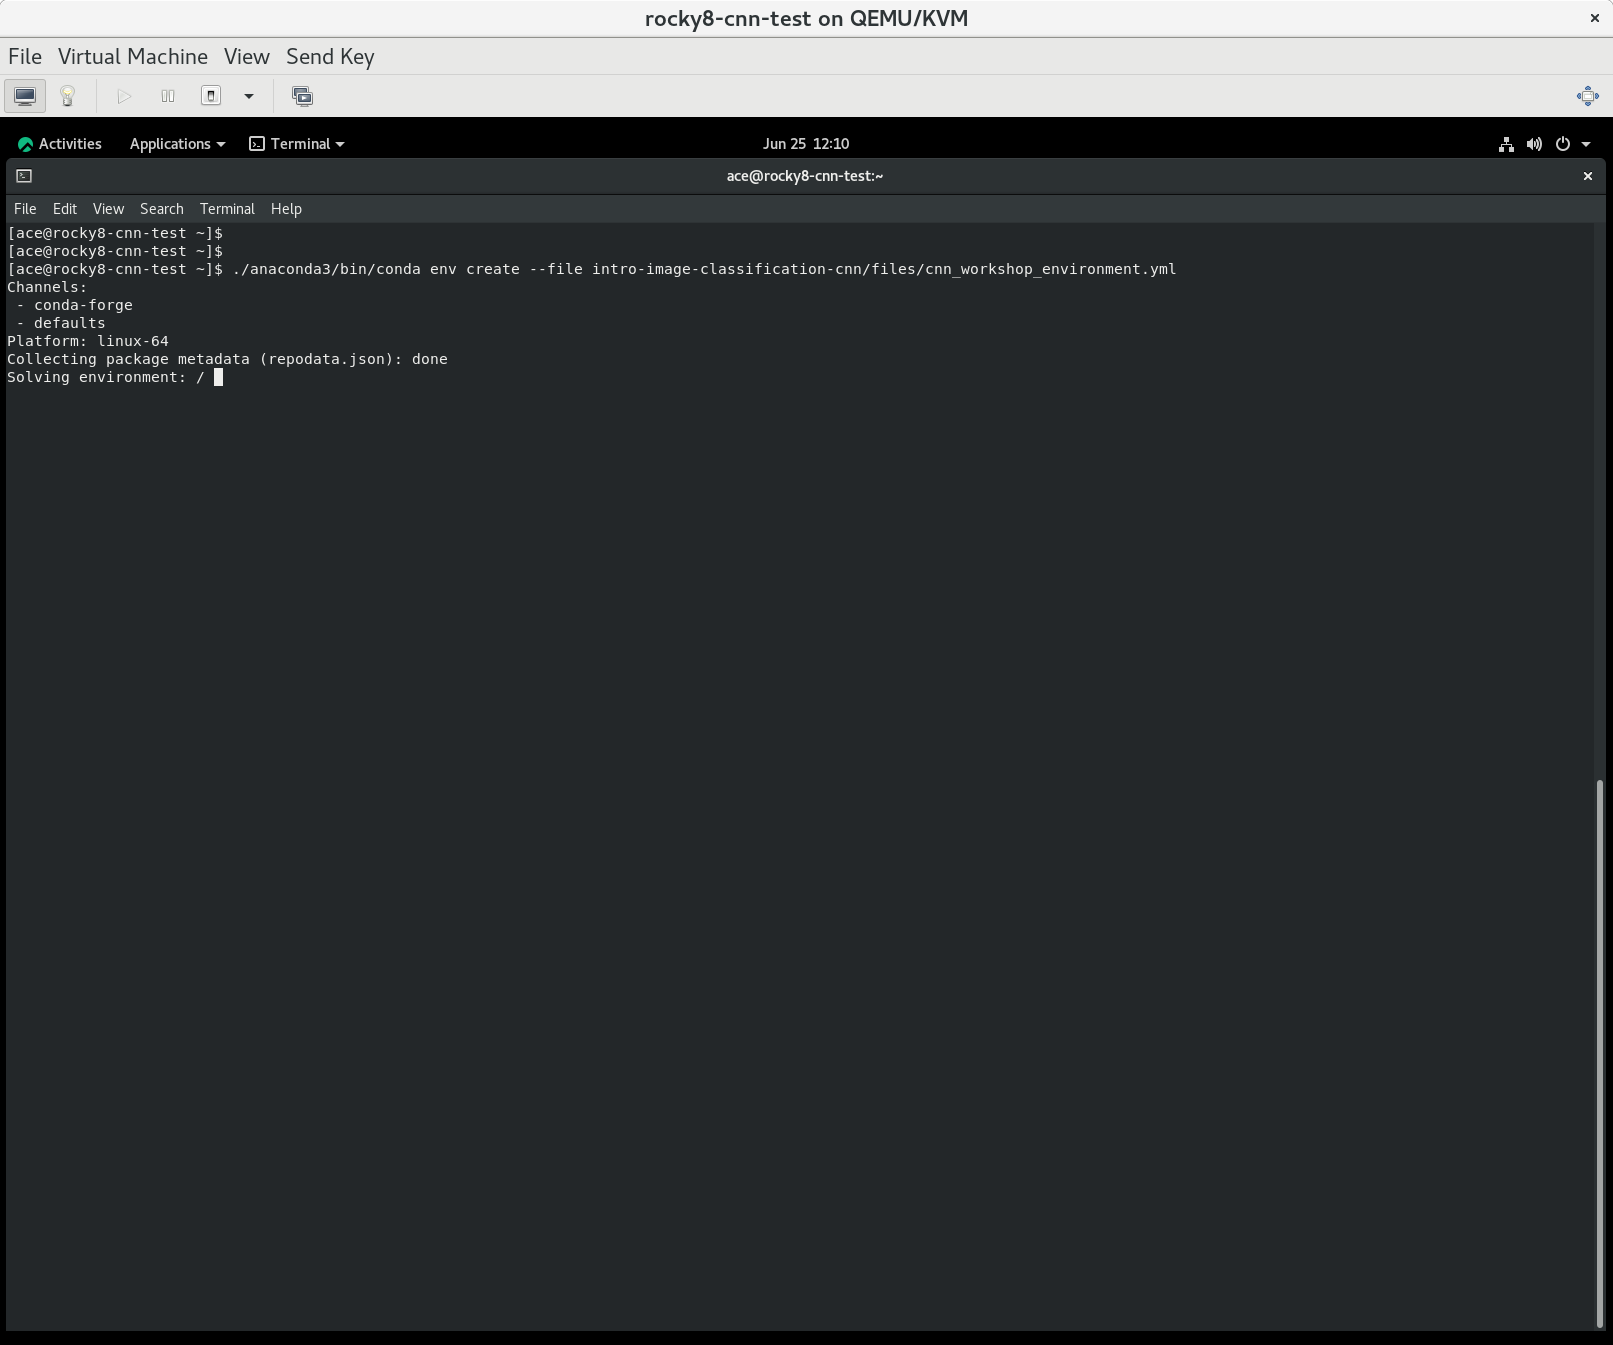 rocky8-cnn-test on QEMU/KVM
File Virtual Machine View Send Key
Activities Applications Terminal Jun 25 12:10
ace@rocky8-cnn-test:~
File Edit View Search Terminal Help
[ace@rocky8-cnn-test ~]$
[ace@rocky8-cnn-test ~]$
[ace@rocky8-cnn-test ~]$ ./anaconda3/bin/conda env create --file intro-image-classification-cnn/files/cnn_workshop_environment.yml
Channels:
 - conda-forge
 - defaults
Platform: linux-64
Collecting package metadata (repodata.json): done
Solving environment: /